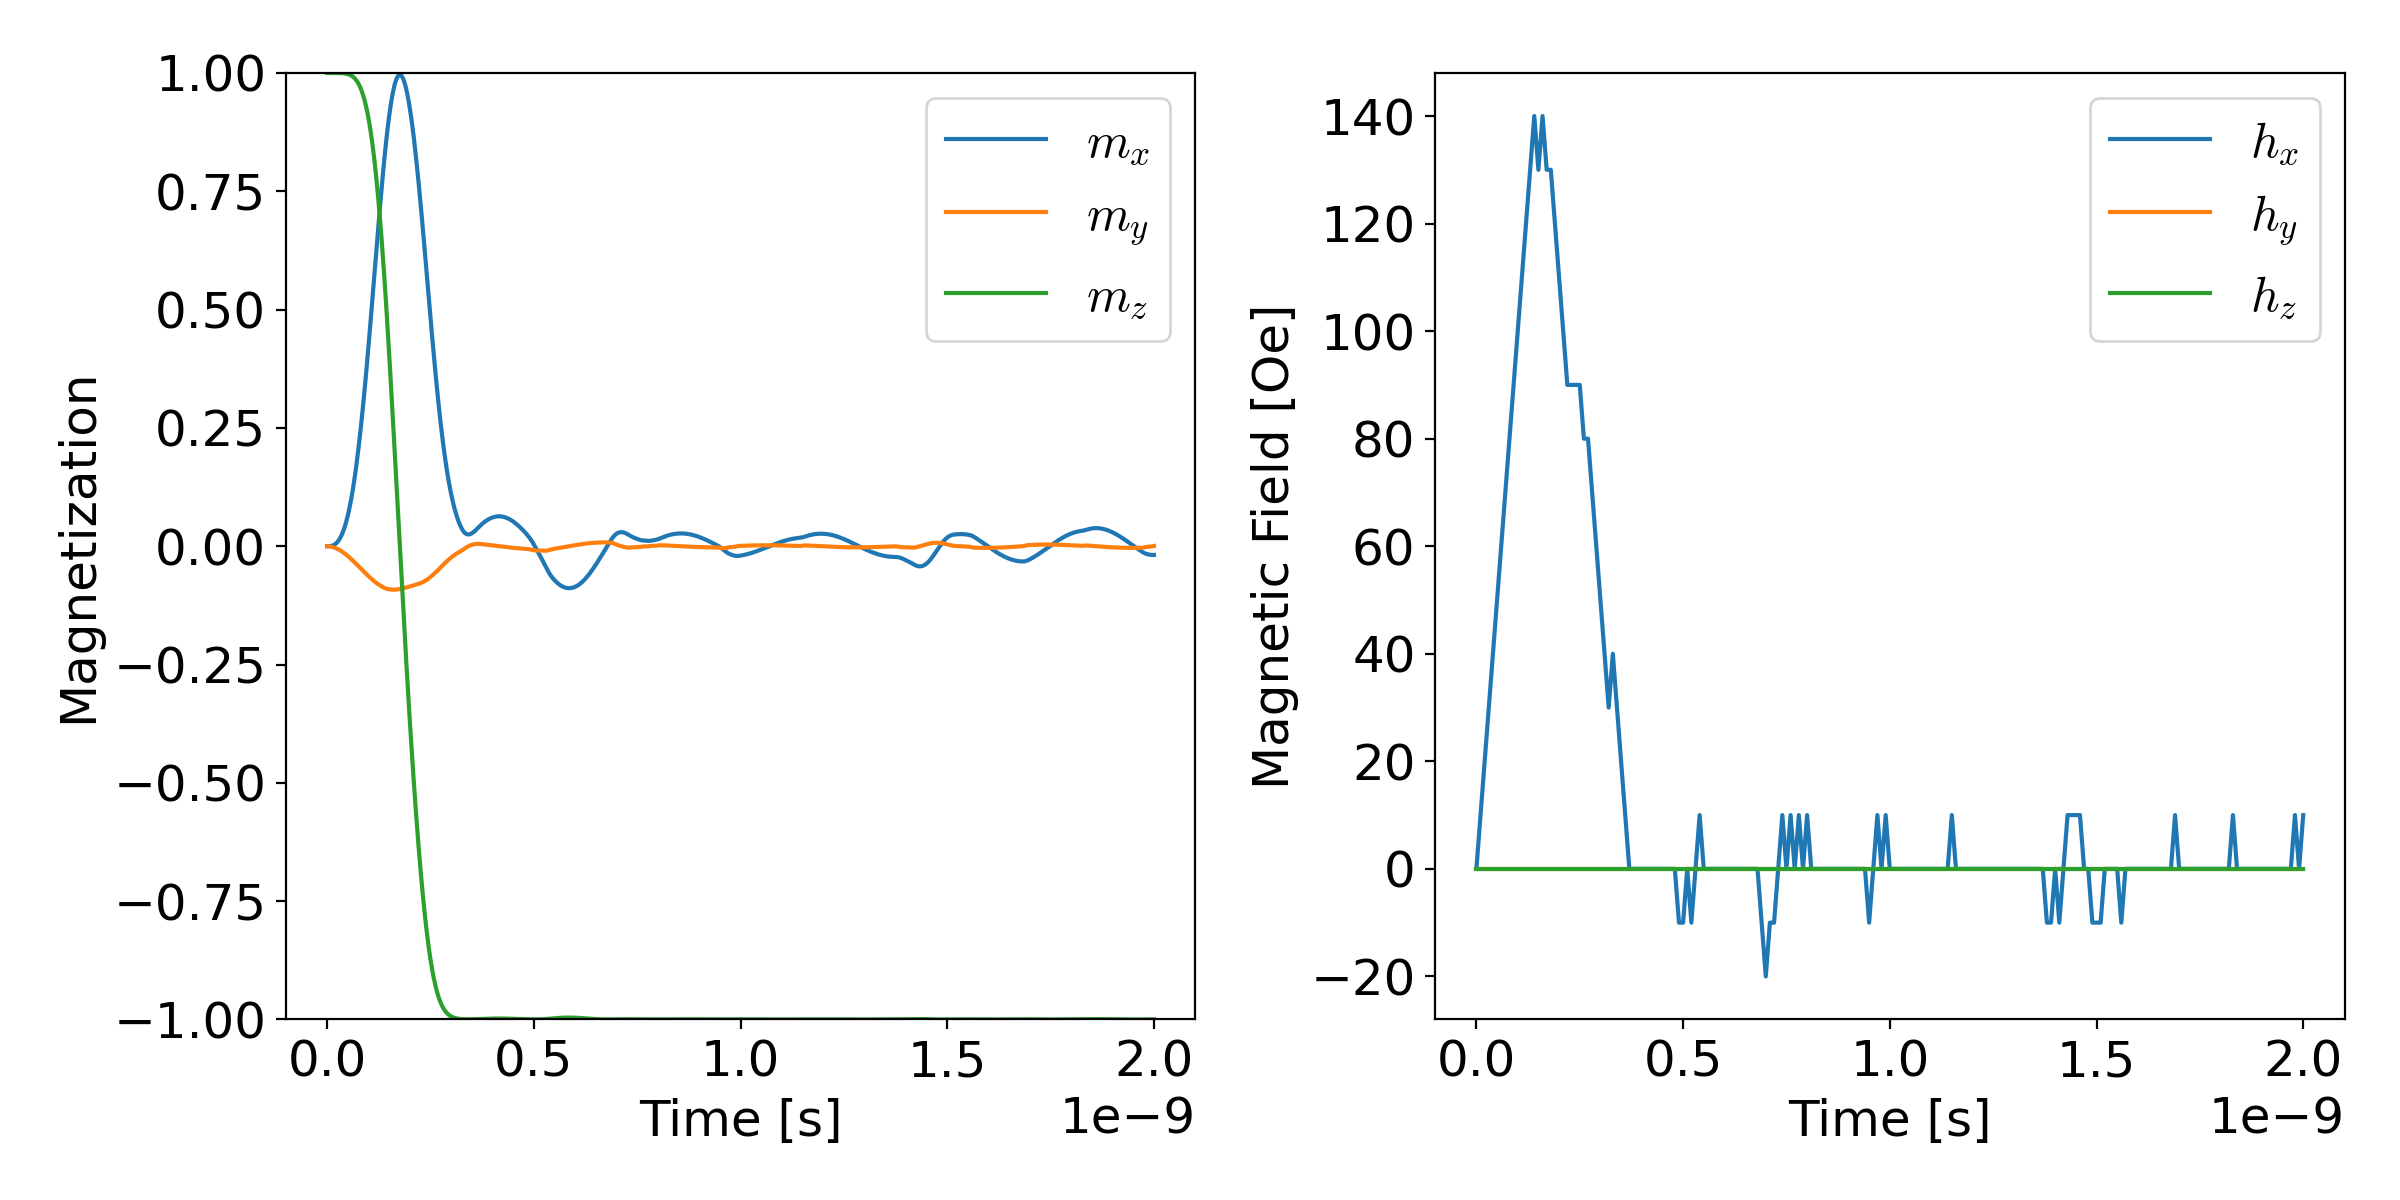 Magnetization
1.00
0.75
0.50
0.25
0.00
−0.25
−0.50
−0.75
−1.00
0.0 0.5 1.0 1.5 2.0
Time [s]
1e−9
m_x
m_y
m_z
Magnetic Field [Oe]
140
120
100
80
60
40
20
0
−20
0.0 0.5 1.0 1.5 2.0
Time [s]
1e−9
h_x
h_y
h_z